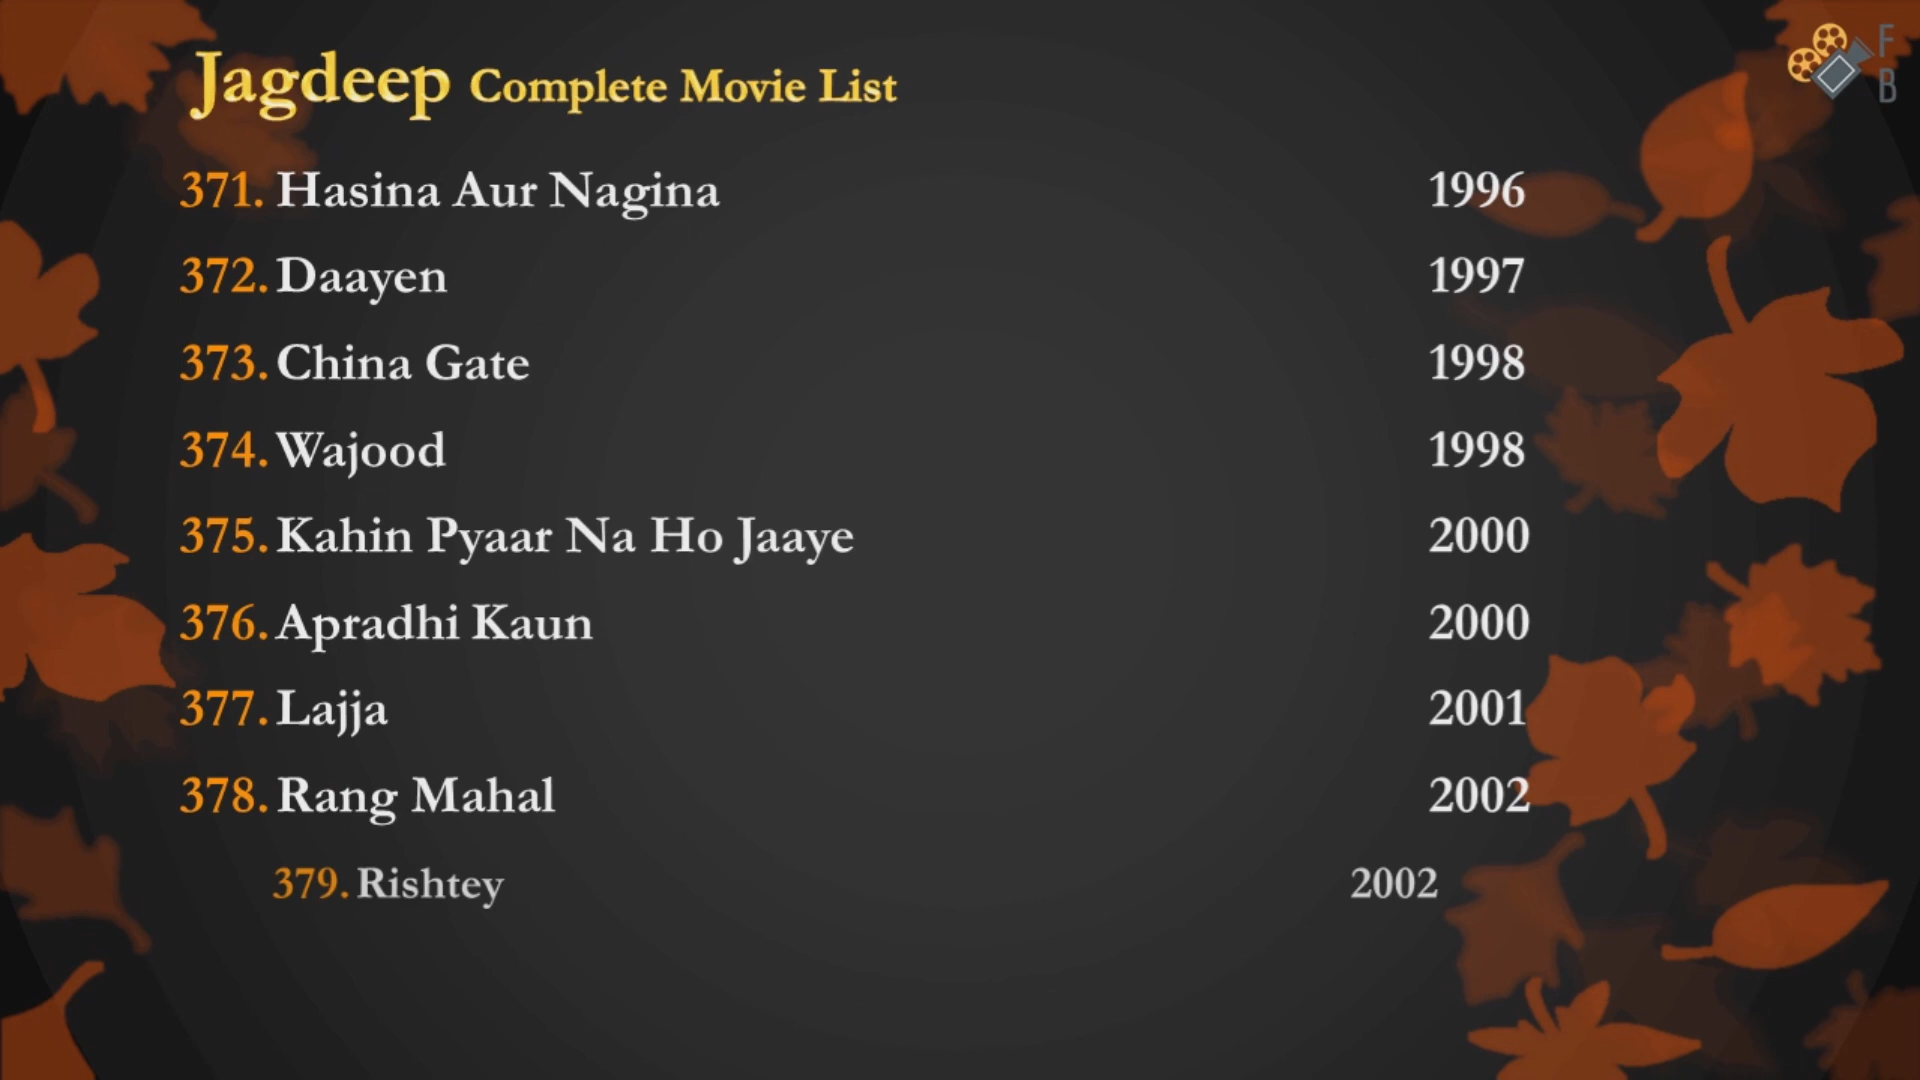 Jagdeep Complete Movie List
F
B
371. Hasina Aur Nagina 1996
372. Daayen 1997
373. China Gate 1998
374. Wajood 1998
375. Kahin Pyaar Na Ho Jaaye 2000
376. Apradhi Kaun 2000
377. Lajja 2001
378. Rang Mahal 2002
379. Rishtey 2002